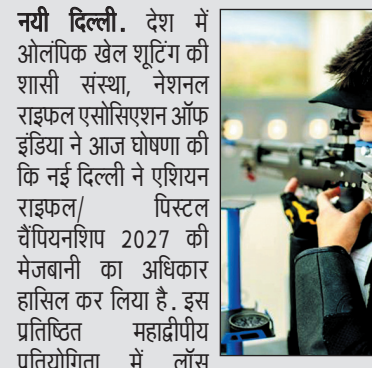 नयी दिल्ली. देश में
ओलंपिक खेल शूटिंग की
शासी संस्था, नेशनल
राइफल एसोसिएशन ऑफ
इंडिया ने आज घोषणा की
कि नई दिल्ली ने एशियन
राइफल/ पिस्टल
चैंपियनशिप 2027 की
मेजबानी का अधिकार
हासिल कर लिया है. इस
प्रतिष्ठित महाद्वीपीय
प्रतियोगिता में लॉस